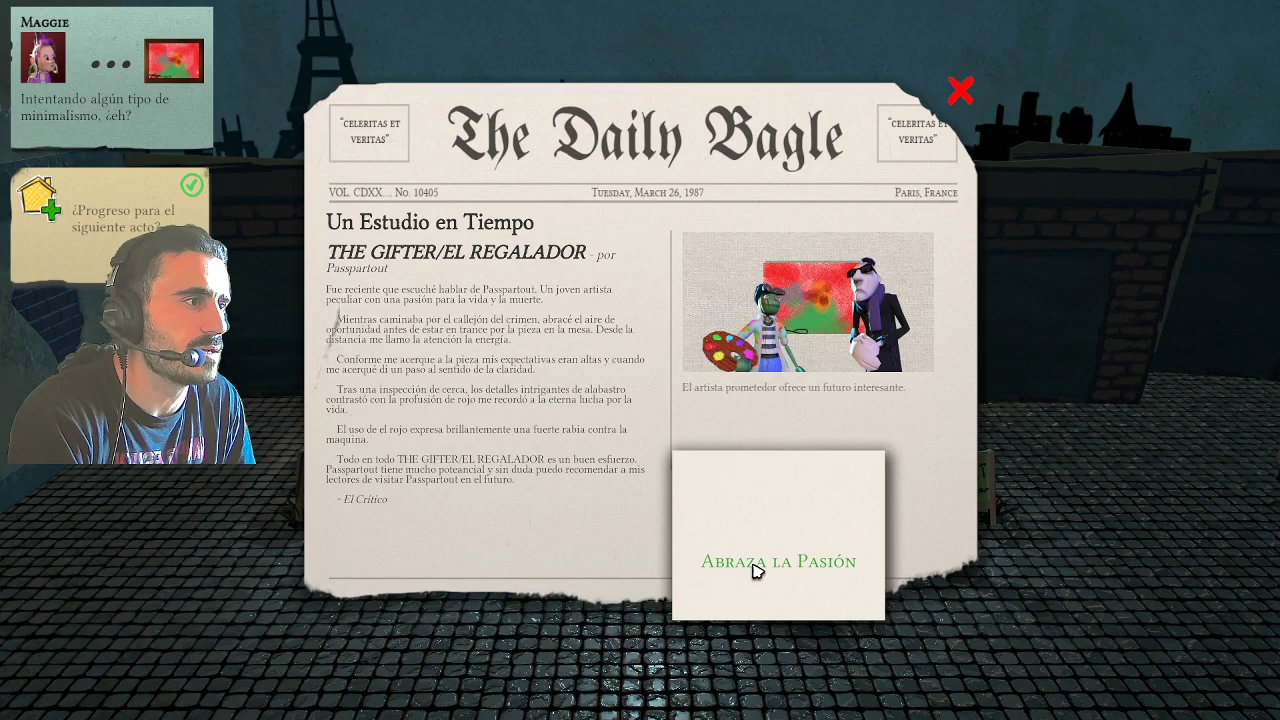 Maggie
Intentando algún tipo de
minimalismo, ¿eh?
¿Progreso para el
siguiente acto?
"CELERITAS ET
VERITAS"
The Daily Bagle
"CELERITAS ET
VERITAS"
VOL. CDXX.... No. 10405 Tuesday, March 26, 1987 Paris, France
Un Estudio en Tiempo
THE GIFTER/EL REGALADOR - por
Passpartout
Fue reciente que escuché hablar de Passpartout. Un joven artista
peculiar con una pasión para la vida y la muerte.
Mientras caminaba por el callejón del crimen, abracé el aire de
oportunidad antes de estar en trance por la pieza en la mesa. Desde la
distancia me llamo la atención la energía.
Conforme me acerque a la pieza mis expectativas eran altas y cuando
me acerqué di un paso al sentido de la claridad.
Tras una inspección de cerca, los detalles intrigantes de alabastro
contrastó con la profusión de rojo me recordó a la eterna lucha por la
vida.
El uso de el rojo expresa brillantemente una fuerte rabia contra la
maquina.
Todo en todo THE GIFTER/EL REGALADOR es un buen esfuerzo.
Passpartout tiene mucho poteancial y sin duda puedo recomendar a mis
lectores de visitar Passpartout en el futuro.
- El Crítico
El artista prometedor ofrece un futuro interesante.
Abraza la Pasión